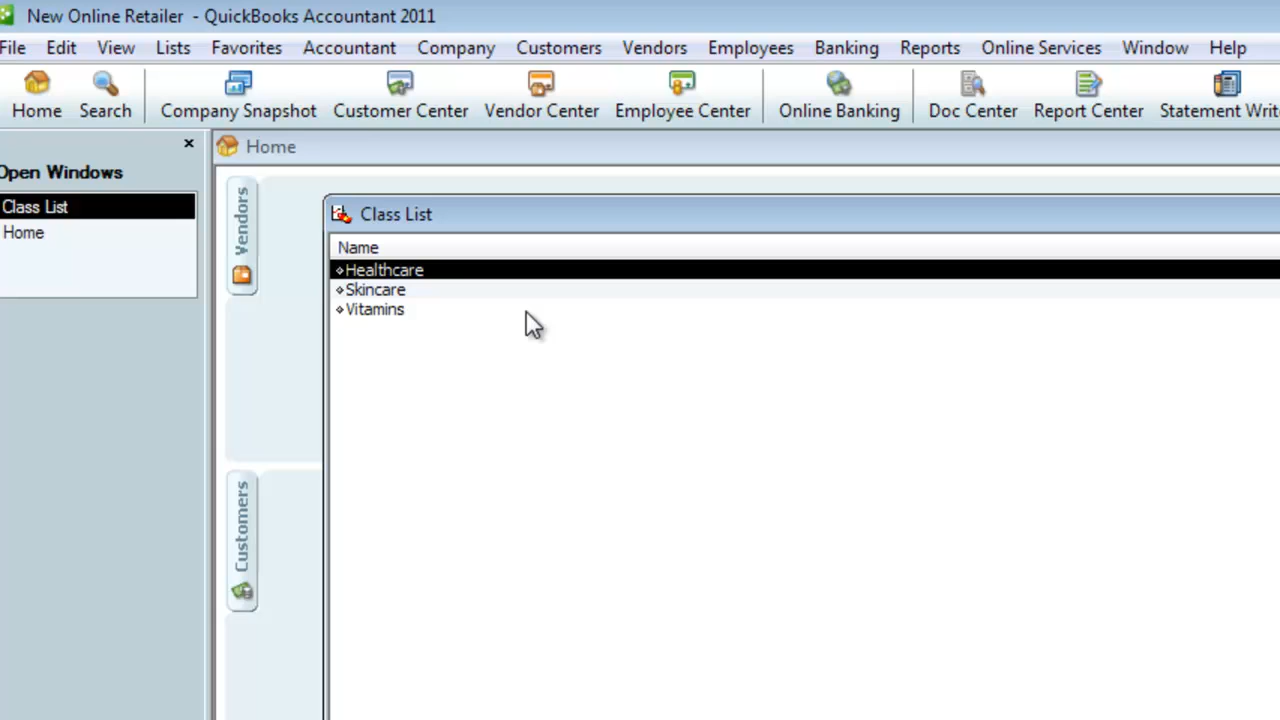 New Online Retailer - QuickBooks Accountant 2011
File Edit View Lists Favorites Accountant Company Customers Vendors Employees Banking Reports Online Services Window Help
Home Search Company Snapshot Customer Center Vendor Center Employee Center Online Banking Doc Center Report Center Statement Write
Open Windows
Class List
Home
Home
Vendors
Customers
Class List
Name
Healthcare
Skincare
Vitamins